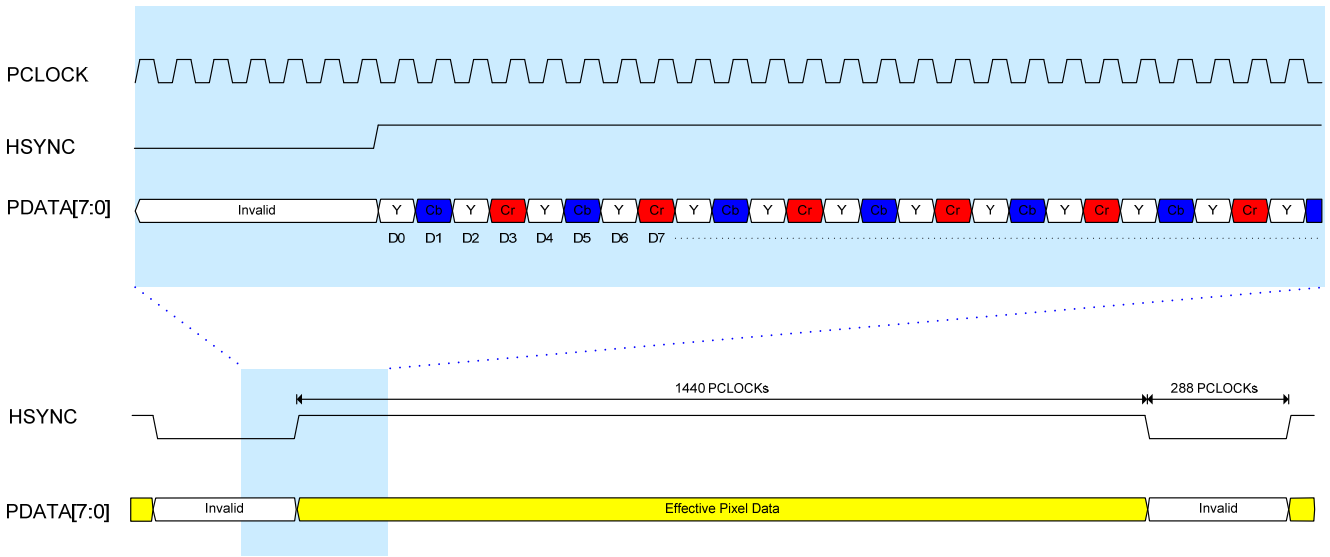 PCLOCK
HSYNC
PDATA[7:0] Invalid Y Cb Y Cr Y Cb Y Cr Y Cb Y Cr Y Cb Y Cr Y Cb Y Cr Y Cb Y Cr Y
D0 D1 D2 D3 D4 D5 D6 D7
1440 PCLOCKs 288 PCLOCKs
HSYNC
PDATA[7:0] Invalid Effective Pixel Data Invalid